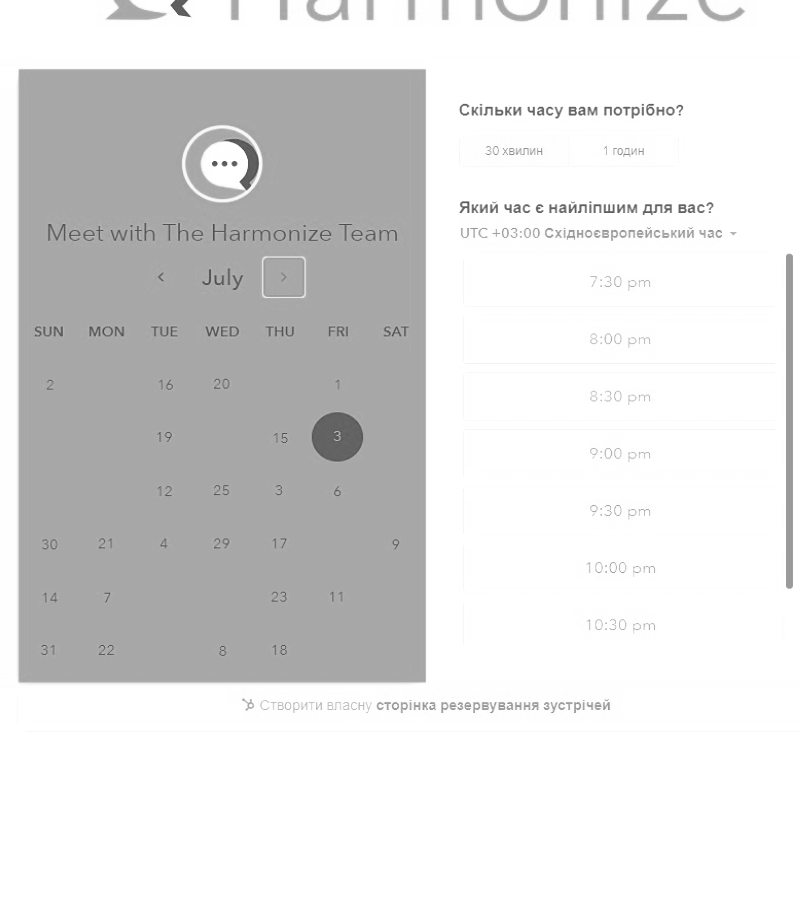 Harmonize
Meet with The Harmonize Team
July
SUN MON TUE WED THU FRI SAT
2 16 20 1
19 15 3
12 25 3 6
30 21 4 29 17 9
14 7 23 11
31 22 8 18
Скільки часу вам потрібно?
30 хвилин 1 годин
Який час є найліпшим для вас?
UTC +03:00 Східноєвропейський час
7:30 pm
8:00 pm
8:30 pm
9:00 pm
9:30 pm
10:00 pm
10:30 pm
Створити власну сторінка резервування зустрічей